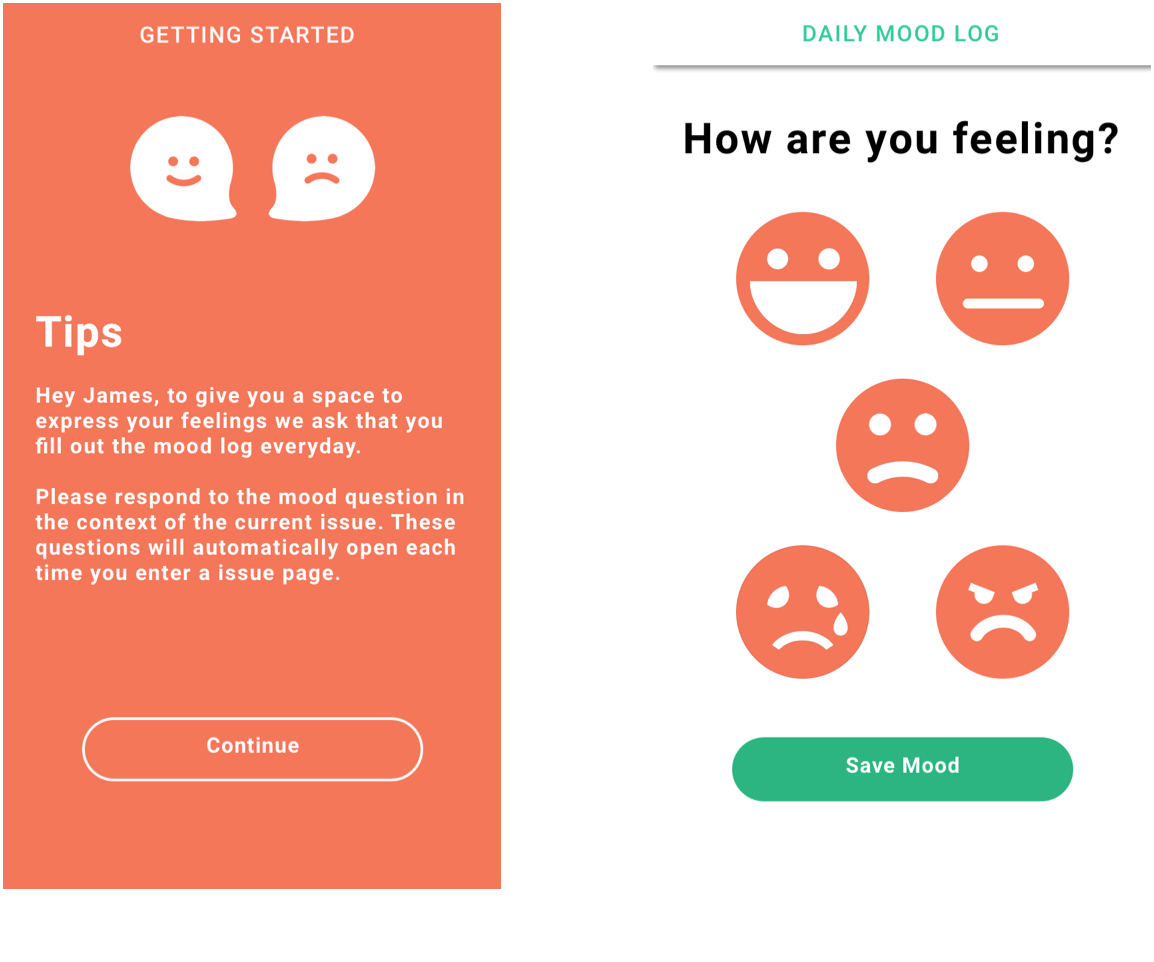 GETTING STARTED
Tips
Hey James, to give you a space to
express your feelings we ask that you
fill out the mood log everyday.
Please respond to the mood question in
the context of the current issue. These
questions will automatically open each
time you enter a issue page.
Continue
DAILY MOOD LOG
How are you feeling?
Save Mood